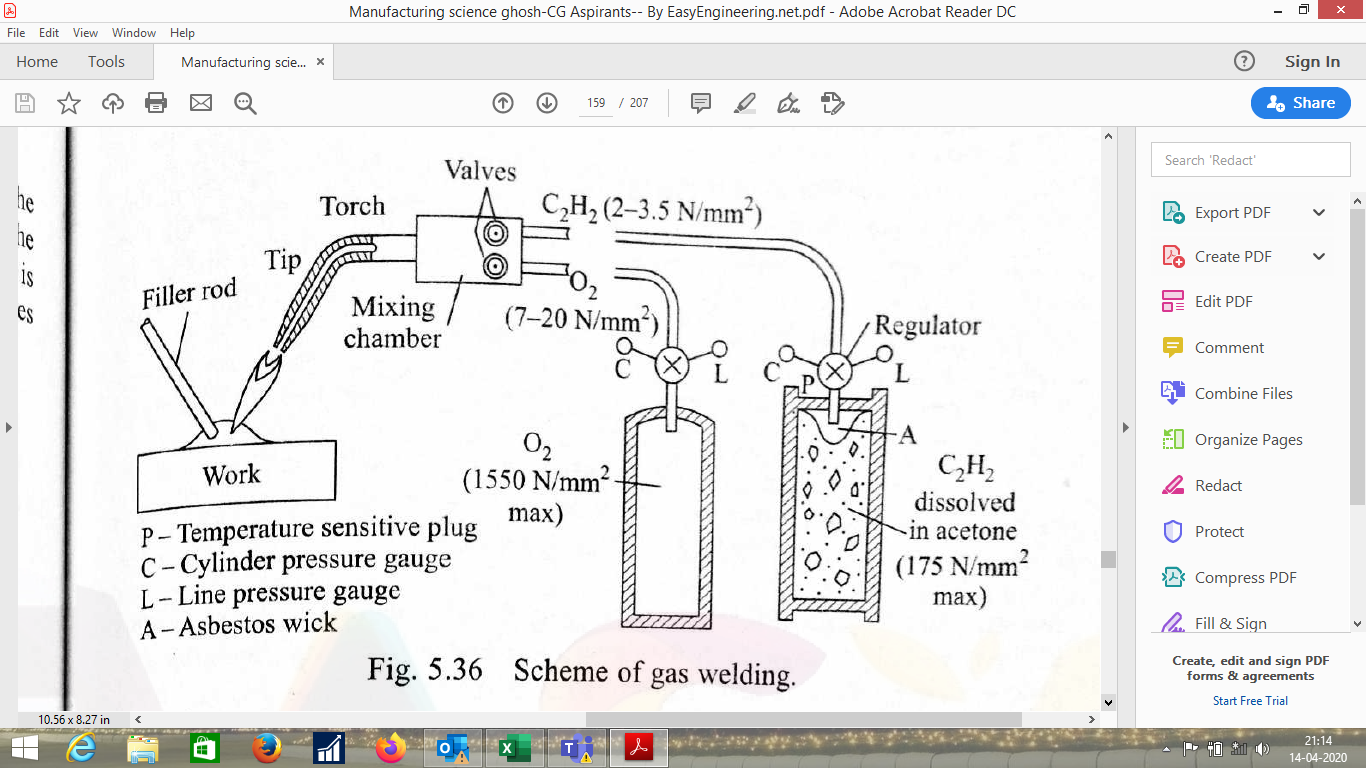 Manufacturing science ghosh-CG Aspirants-- By EasyEngineering.net.pdf - Adobe Acrobat Reader DC
File Edit View Window Help
Home Tools Manufacturing scie... × ? Sign In
159 / 207 Share
he
he
is
es
Valves
Torch
C₂H₂ (2–3.5 N/mm²)
Tip
Filler rod
O₂
Mixing
chamber
(7–20 N/mm²)
Regulator
C L
C P L
A
Work
O₂
(1550 N/mm²
max)
C₂H₂
dissolved
in acetone
(175 N/mm²
max)
P – Temperature sensitive plug
C – Cylinder pressure gauge
L – Line pressure gauge
A – Asbestos wick
Fig. 5.36 Scheme of gas welding.
10.56 x 8.27 in
Search 'Redact'
Export PDF
Create PDF
Edit PDF
Comment
Combine Files
Organize Pages
Redact
Protect
Compress PDF
Fill & Sign
Create, edit and sign PDF
forms & agreements
Start Free Trial
21:14
14-04-2020